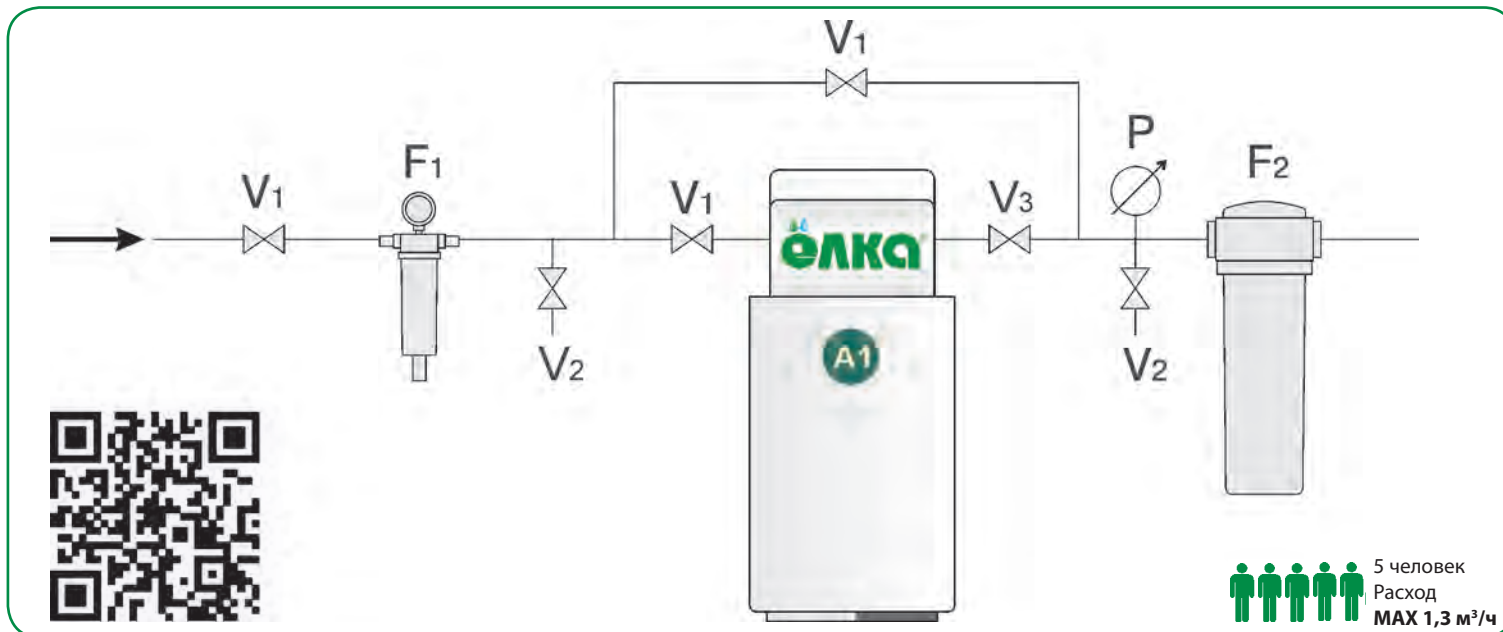 V1
V1
F1
V1
V2
ёлка
A1
V3
P
V2
F2
5 человек
Расход
MAX 1,3 м³/ч